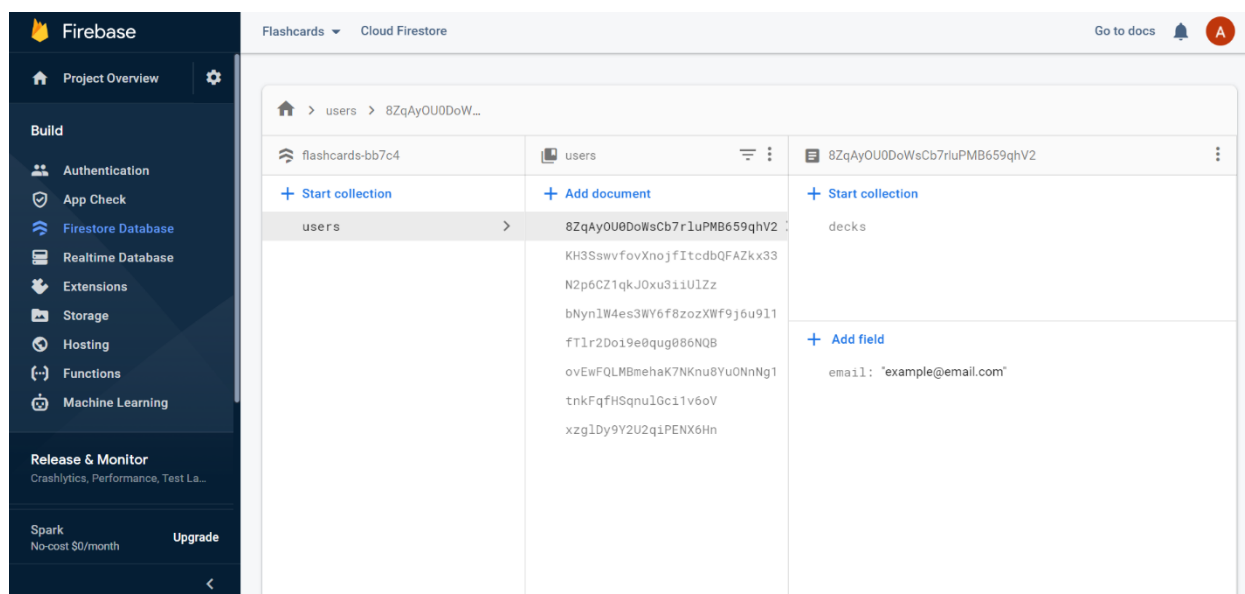 Firebase
Flashcards Cloud Firestore Go to docs A
Project Overview
users 8ZqAyOU0DoW...
Build
flashcards-bb7c4 users 8ZqAyOU0DoWsCb7rluPMB659qhV2
Authentication
+ Start collection + Add document + Start collection
App Check
users 8ZqAyOU0DoWsCb7rluPMB659qhV2 decks
Firestore Database
KH3SswvfovXnojfItcdbQFAZkx33
Realtime Database
N2p6CZ1qkJOxu3iiUlZz
Extensions
bNynlW4es3WY6f8zozXWf9j6u9l1
Storage
fTlr2Doi9e0qug086NQB + Add field
Hosting
ovEwFQLMBmehaK7NKnu8YuONnNg1 email: "example@email.com"
Functions
tnkFqfHSqnulGci1v6oV
Machine Learning
xzglDy9Y2U2qiPENX6Hn
Release & Monitor
Crashlytics, Performance, Test La...
Spark
No-cost $0/month Upgrade